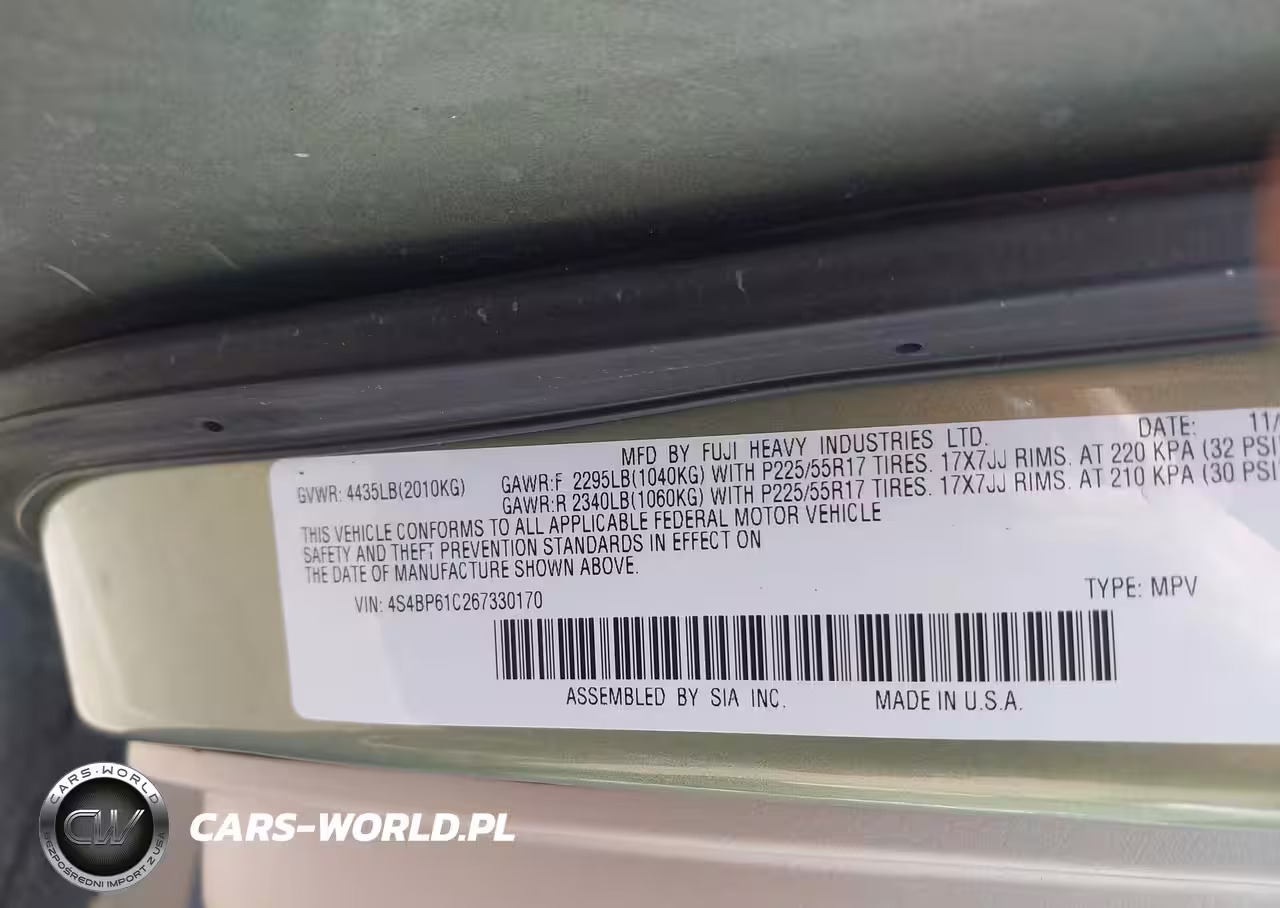 MFD BY FUJI HEAVY INDUSTRIES LTD. DATE: 11/
GVWR: 4435LB(2010KG) GAWR:F 2295LB(1040KG) WITH P225/55R17 TIRES. 17X7JJ RIMS. AT 220 KPA (32 PSI
GAWR:R 2340LB(1060KG) WITH P225/55R17 TIRES. 17X7JJ RIMS. AT 210 KPA (30 PSI
THIS VEHICLE CONFORMS TO ALL APPLICABLE FEDERAL MOTOR VEHICLE
SAFETY AND THEFT PREVENTION STANDARDS IN EFFECT ON
THE DATE OF MANUFACTURE SHOWN ABOVE.
VIN: 4S4BP61C267330170 TYPE: MPV
ASSEMBLED BY SIA INC. MADE IN U.S.A.
CARS-WORLD
CW
BEZPOŚREDNI IMPORT Z USA
CARS-WORLD.PL